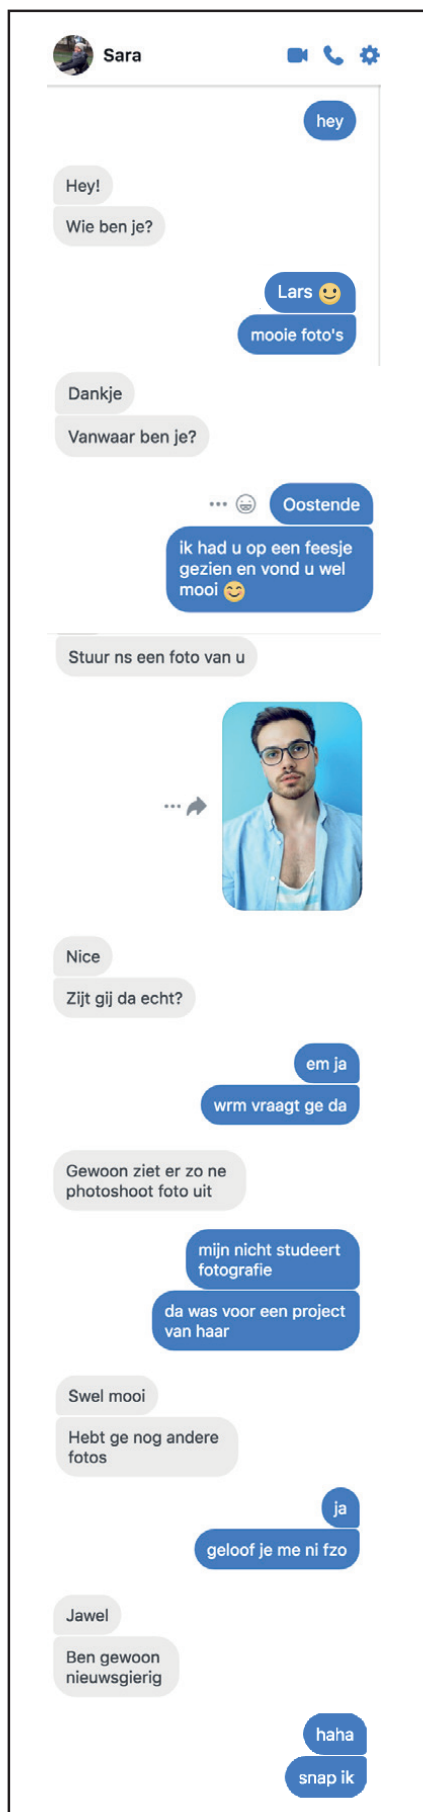 Sara
hey
Hey!
Wie ben je?
Lars 🙂
mooie foto's
Dankje
Vanwaar ben je?
Oostende
ik had u op een feesje
gezien en vond u wel
mooi 😊
Stuur ns een foto van u
Nice
Zijt gij da echt?
em ja
wrm vraagt ge da
Gewoon ziet er zo ne
photoshoot foto uit
mijn nicht studeert
fotografie
da was voor een project
van haar
Swel mooi
Hebt ge nog andere
fotos
ja
geloof je me ni fzo
Jawel
Ben gewoon
nieuwsgierig
haha
snap ik